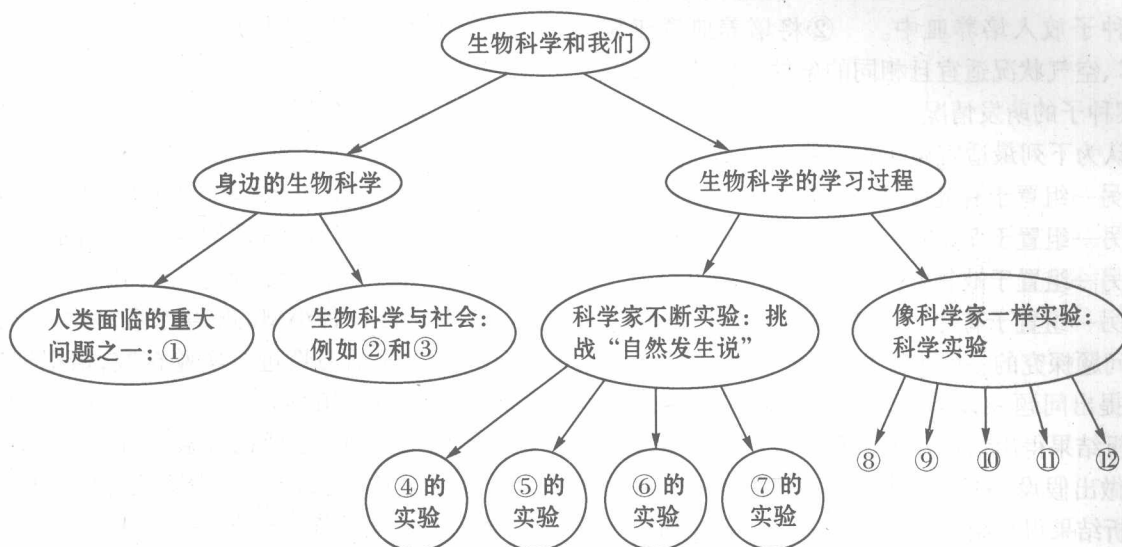 生物科学和我们
身边的生物科学
生物科学的学习过程
人类面临的重大
问题之一：①
生物科学与社会：
例如②和③
科学家不断实验：挑
战“自然发生说”
像科学家一样实验：
科学实验
④的
实验
⑤的
实验
⑥的
实验
⑦的
实验
⑧ ⑨ ⑩ ⑪ ⑫